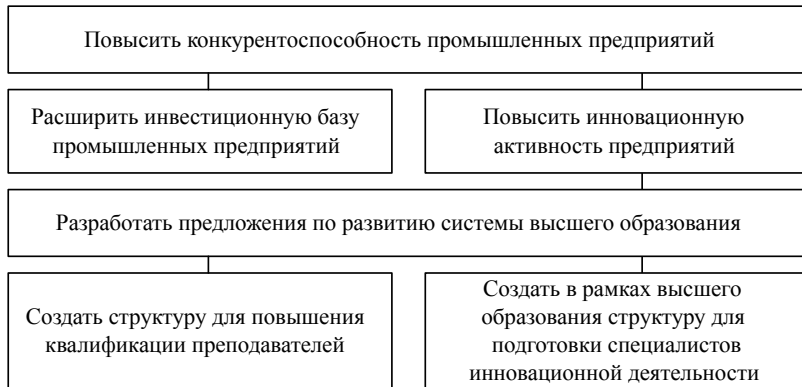 Повысить конкурентоспособность промышленных предприятий
Расширить инвестиционную базу
промышленных предприятий
Повысить инновационную
активность предприятий
Разработать предложения по развитию системы высшего образования
Создать структуру для повышения
квалификации преподавателей
Создать в рамках высшего
образования структуру для
подготовки специалистов
инновационной деятельности